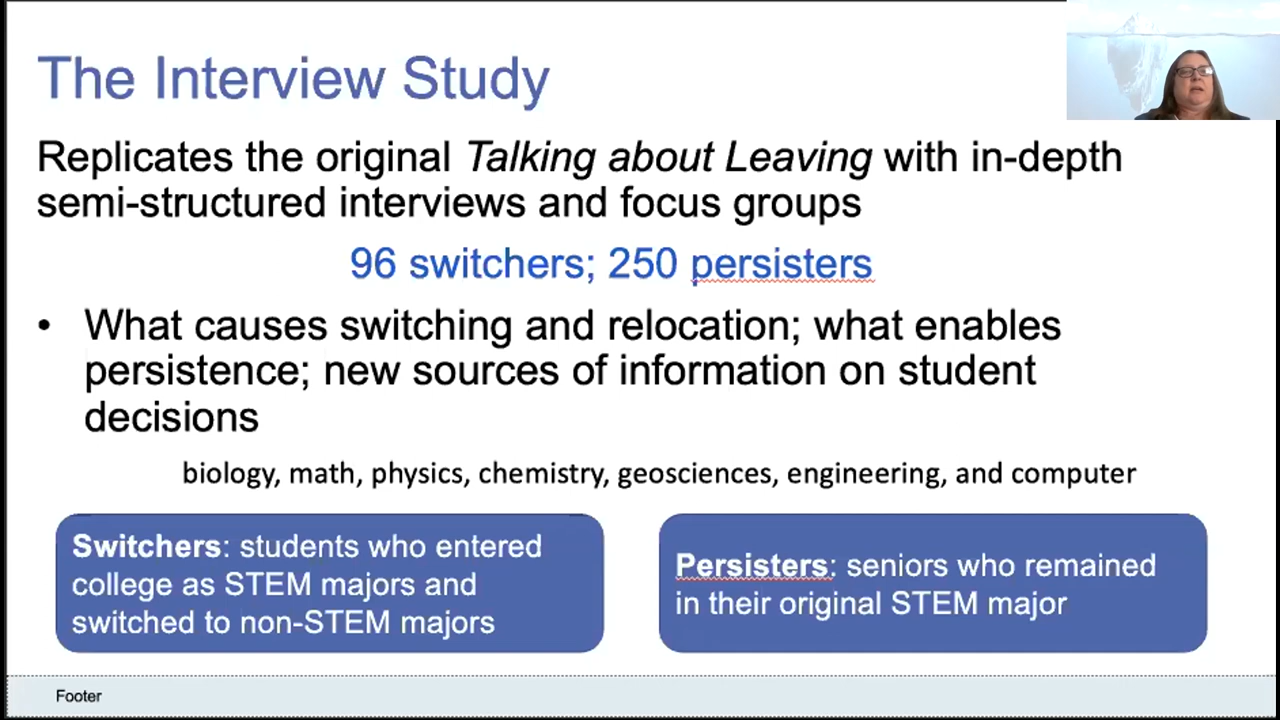 The Interview Study
Replicates the original Talking about Leaving with in-depth
semi-structured interviews and focus groups
96 switchers; 250 persisters
• What causes switching and relocation; what enables
persistence; new sources of information on student
decisions
biology, math, physics, chemistry, geosciences, engineering, and computer
Switchers: students who entered
college as STEM majors and
switched to non-STEM majors
Persisters: seniors who remained
in their original STEM major
Footer